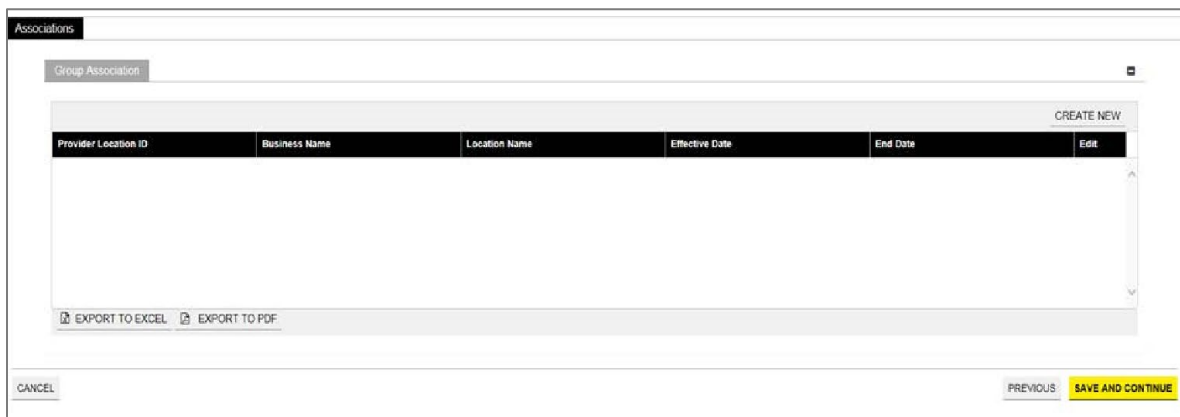 Associations
Group Association
CREATE NEW
Provider Location ID Business Name Location Name Effective Date End Date Edit
EXPORT TO EXCEL EXPORT TO PDF
CANCEL PREVIOUS SAVE AND CONTINUE